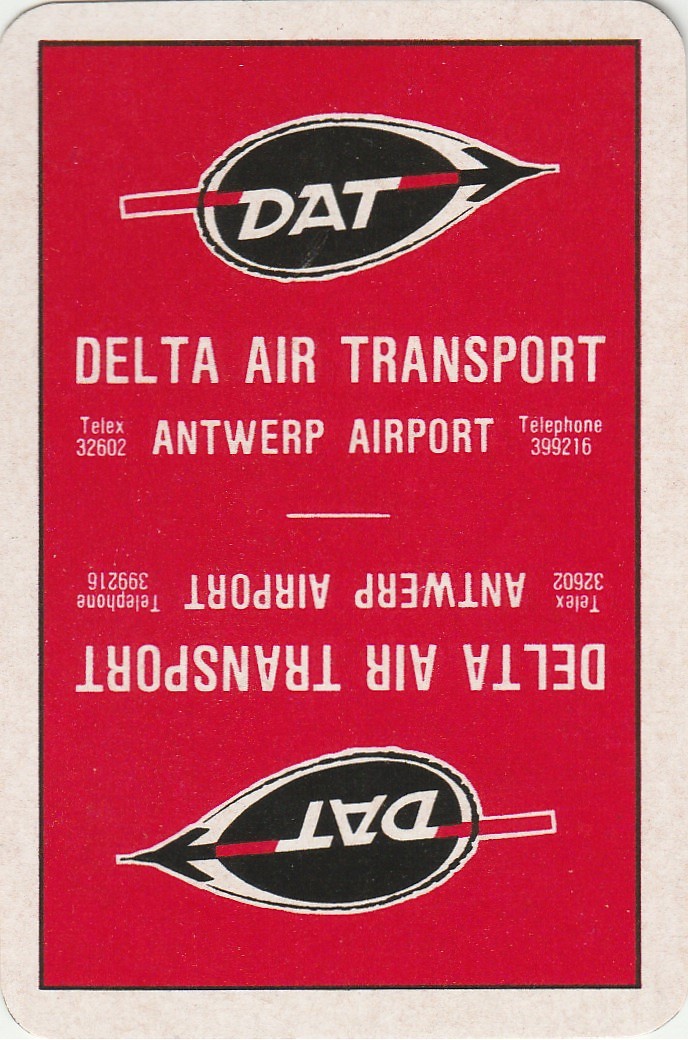 DAT
DELTA AIR TRANSPORT
Telex
32602
ANTWERP AIRPORT
Telephone
399216
DELTA AIR TRANSPORT
Telex
32602
ANTWERP AIRPORT
Telephone
399216
DAT